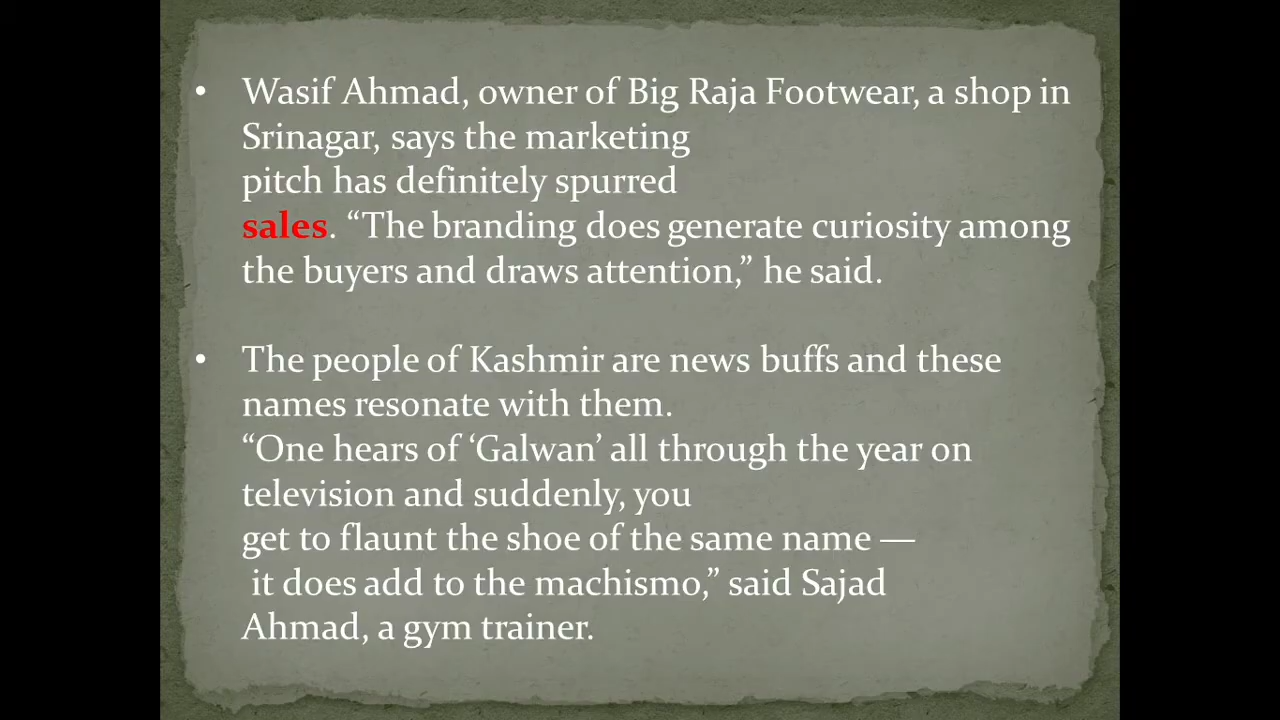 • Wasif Ahmad, owner of Big Raja Footwear, a shop in
Srinagar, says the marketing
pitch has definitely spurred
sales. “The branding does generate curiosity among
the buyers and draws attention,” he said.
• The people of Kashmir are news buffs and these
names resonate with them.
“One hears of ‘Galwan’ all through the year on
television and suddenly, you
get to flaunt the shoe of the same name —
it does add to the machismo,” said Sajad
Ahmad, a gym trainer.